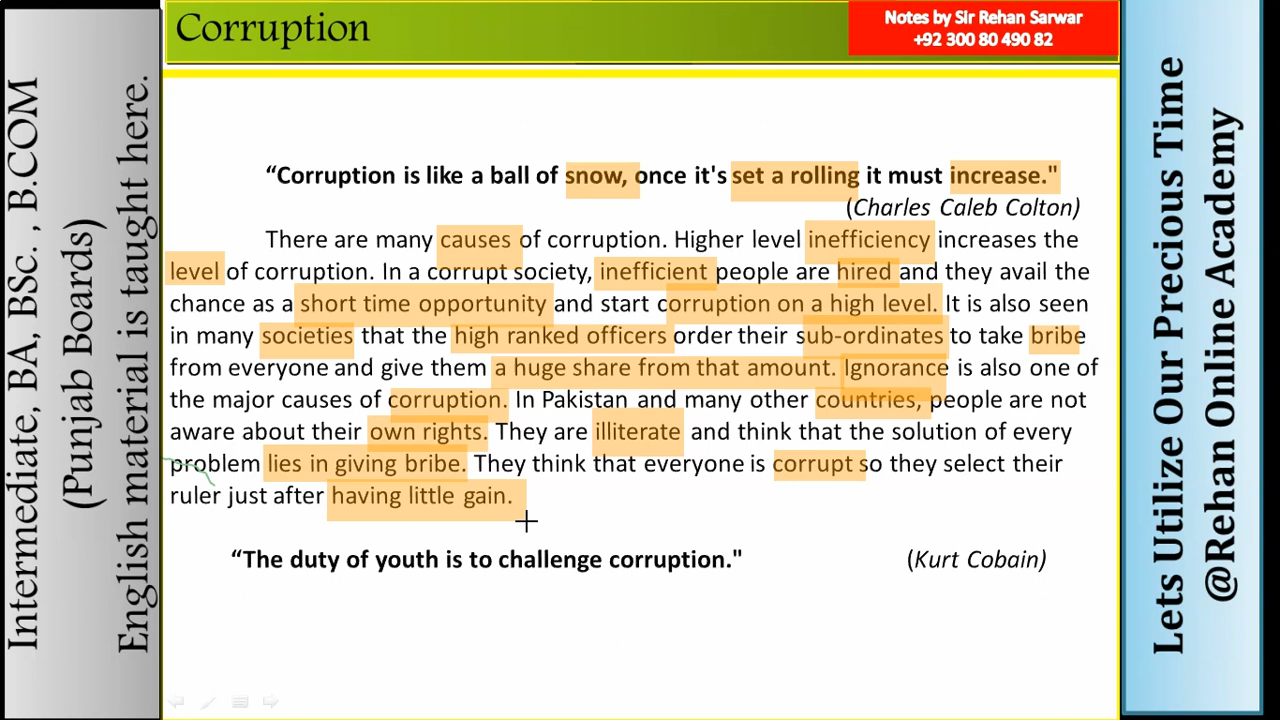 Corruption
Notes by Sir Rehan Sarwar
+92 300 80 490 82
Intermediate, BA, BSc. , B.COM
(Punjab Boards)
English material is taught here.
“Corruption is like a ball of snow, once it's set a rolling it must increase."
(Charles Caleb Colton)
There are many causes of corruption. Higher level inefficiency increases the
level of corruption. In a corrupt society, inefficient people are hired and they avail the
chance as a short time opportunity and start corruption on a high level. It is also seen
in many societies that the high ranked officers order their sub-ordinates to take bribe
from everyone and give them a huge share from that amount. Ignorance is also one of
the major causes of corruption. In Pakistan and many other countries, people are not
aware about their own rights. They are illiterate and think that the solution of every
problem lies in giving bribe. They think that everyone is corrupt so they select their
ruler just after having little gain.
“The duty of youth is to challenge corruption." (Kurt Cobain)
Lets Utilize Our Precious Time
@Rehan Online Academy